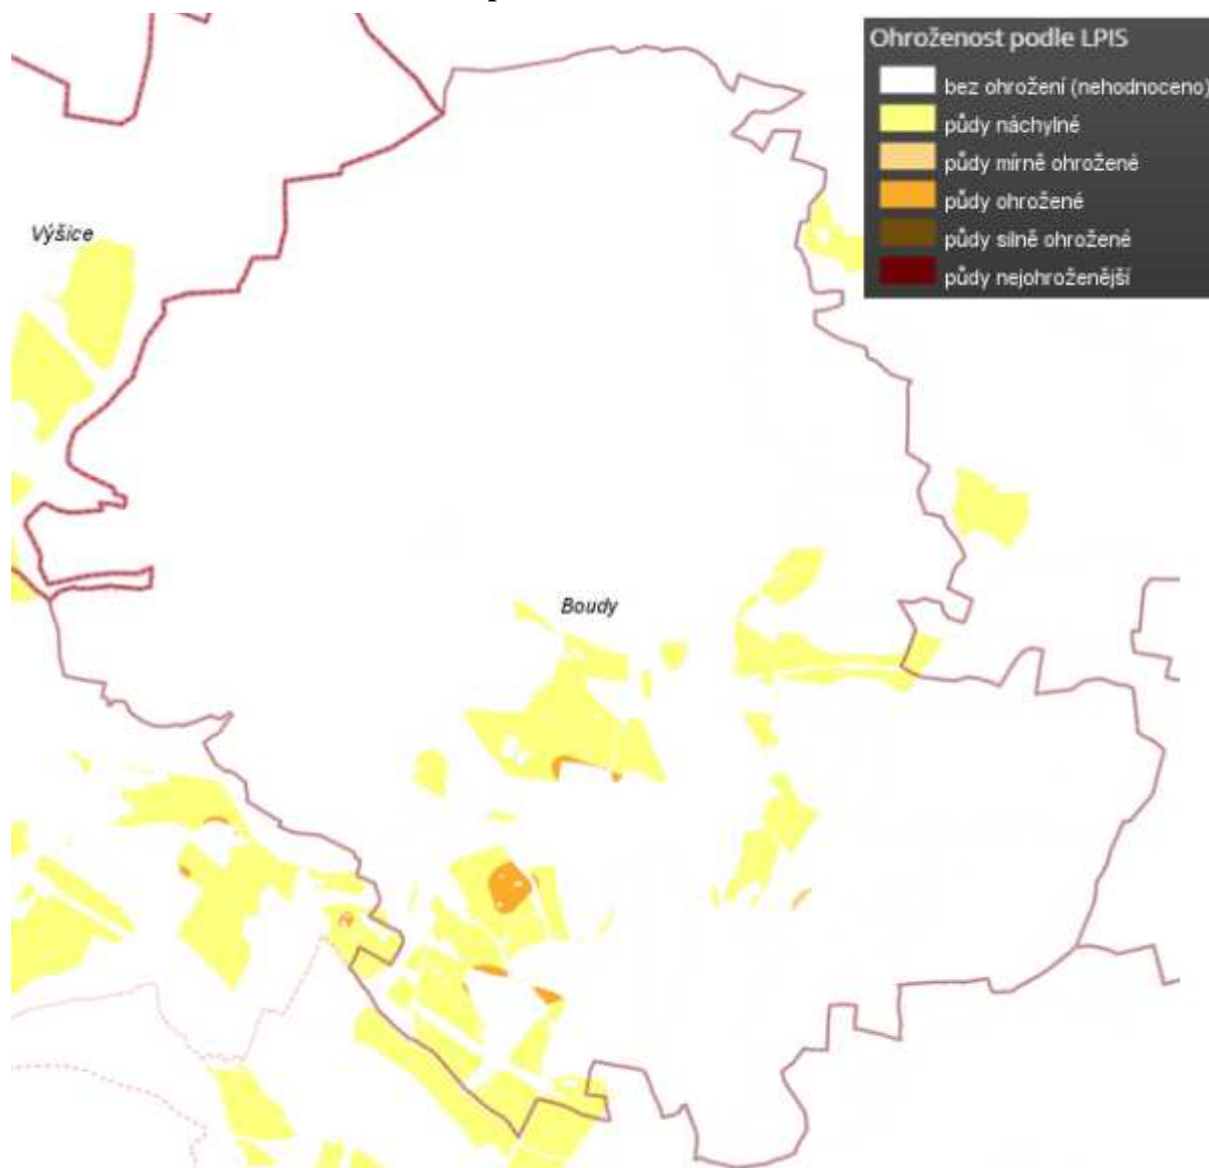 Ohroženost podle LPIS
bez ohrožení (nehodnoceno)
půdy náchylné
půdy mírně ohrožené
půdy ohrožené
půdy silně ohrožené
půdy nejohroženější
Výšice
Boudy